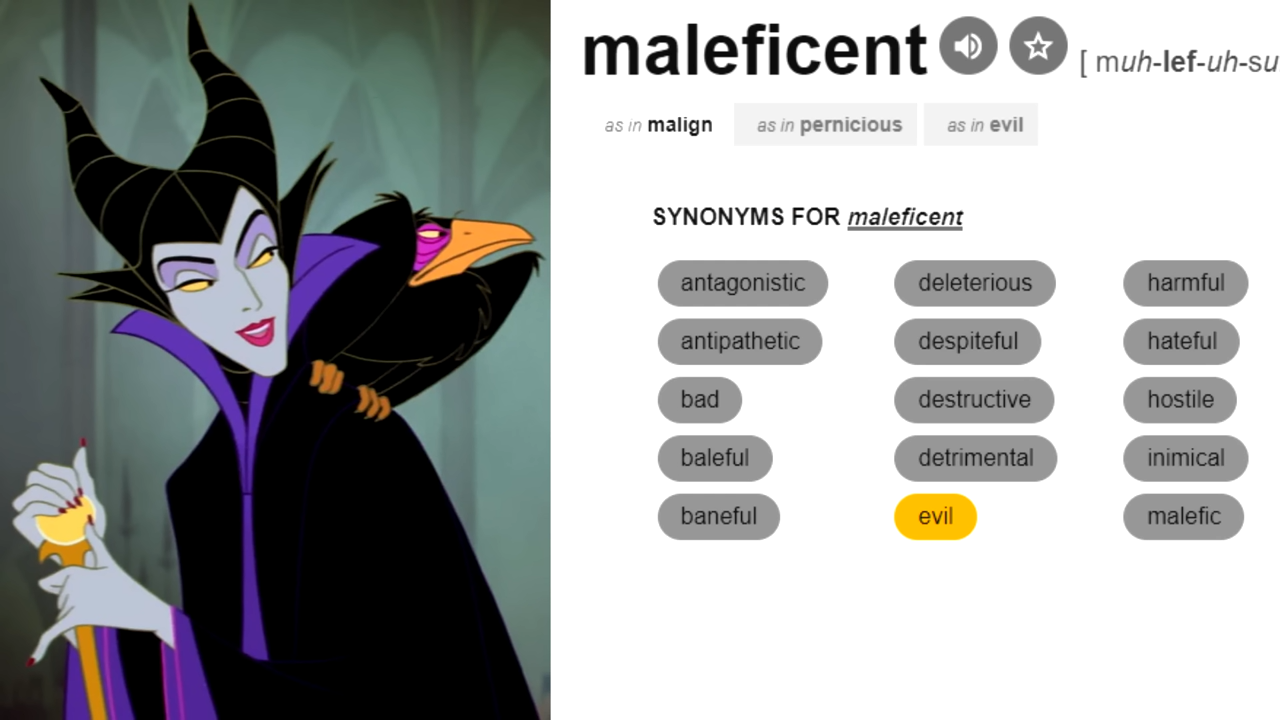 maleficent [ muh-lef-uh-su
as in malign as in pernicious as in evil
SYNONYMS FOR maleficent
antagonistic deleterious harmful
antipathetic despiteful hateful
bad destructive hostile
baleful detrimental inimical
baneful evil malefic